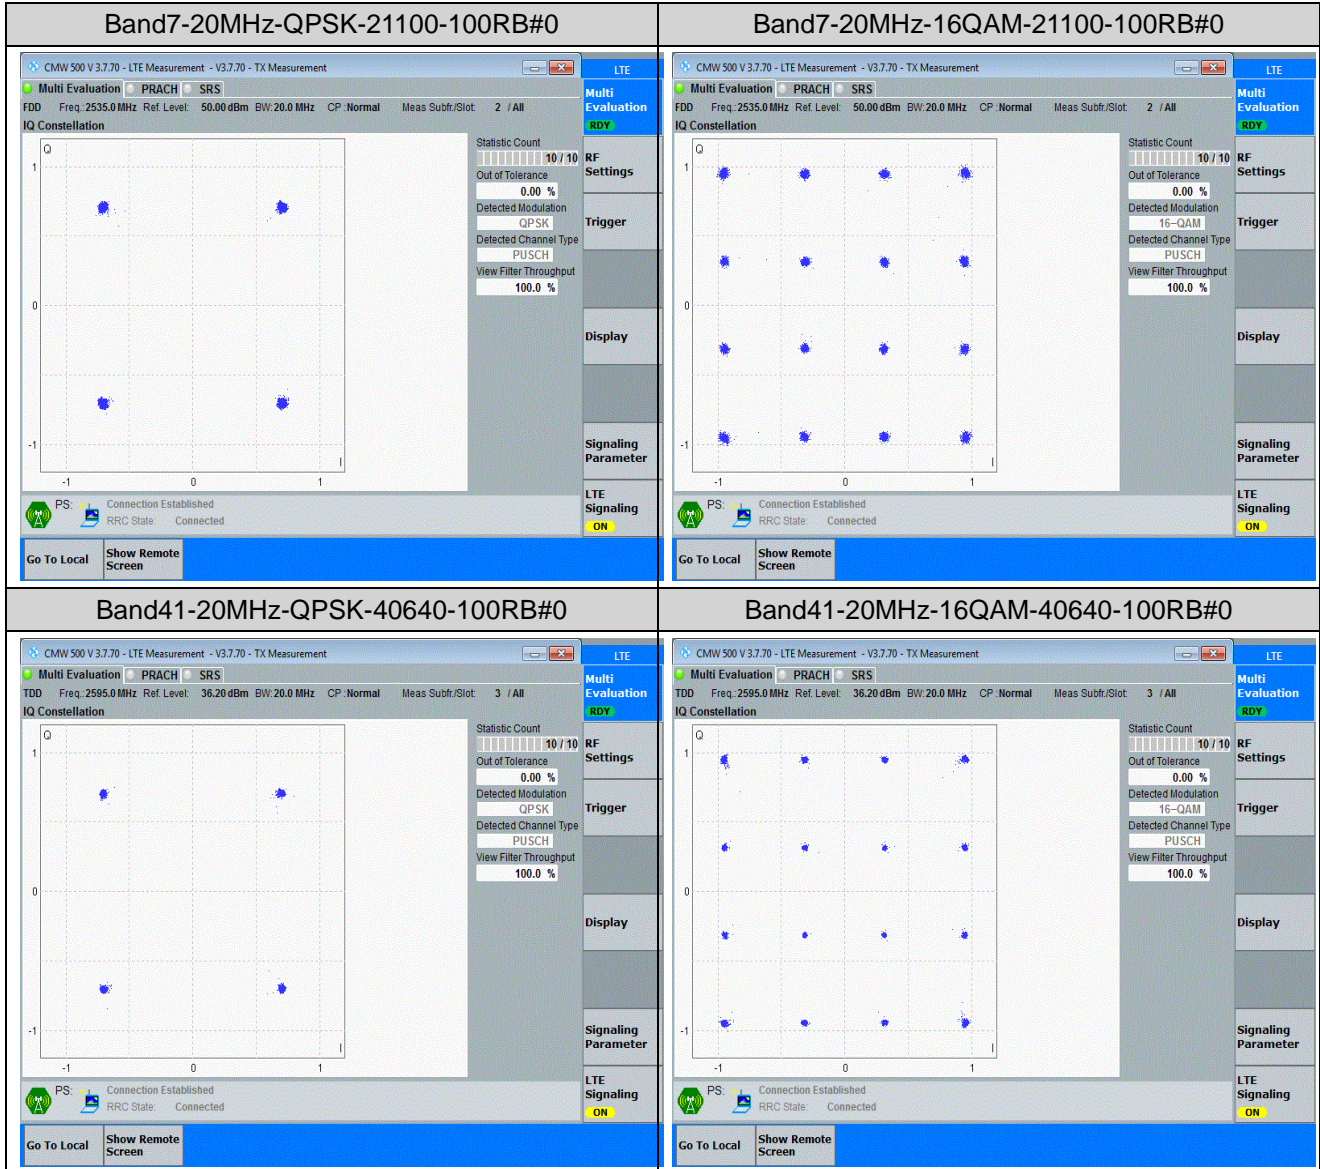 Band7-20MHz-QPSK-21100-100RB#0
CMW 500 V 3.7.70 - LTE Measurement - V3.7.70 - TX Measurement
LTE
Multi Evaluation PRACH SRS
Multi Evaluation RDY
FDD Freq.:2535.0 MHz Ref. Level: 50.00 dBm BW:20.0 MHz CP :Normal Meas Subfr./Slot: 2 / All
IQ Constellation
Q
1
0
-1
-1 0 1
I
Statistic Count
10 / 10
Out of Tolerance
0.00 %
Detected Modulation
QPSK
Detected Channel Type
PUSCH
View Filter Throughput
100.0 %
RF Settings
Trigger
Display
Signaling Parameter
LTE Signaling ON
PS: Connection Established
RRC State: Connected
Go To Local
Show Remote Screen
Band7-20MHz-16QAM-21100-100RB#0
CMW 500 V 3.7.70 - LTE Measurement - V3.7.70 - TX Measurement
LTE
Multi Evaluation PRACH SRS
Multi Evaluation RDY
FDD Freq.:2535.0 MHz Ref. Level: 50.00 dBm BW:20.0 MHz CP :Normal Meas Subfr./Slot: 2 / All
IQ Constellation
Q
1
0
-1
-1 0 1
I
Statistic Count
10 / 10
Out of Tolerance
0.00 %
Detected Modulation
16-QAM
Detected Channel Type
PUSCH
View Filter Throughput
100.0 %
RF Settings
Trigger
Display
Signaling Parameter
LTE Signaling ON
PS: Connection Established
RRC State: Connected
Go To Local
Show Remote Screen
Band41-20MHz-QPSK-40640-100RB#0
CMW 500 V 3.7.70 - LTE Measurement - V3.7.70 - TX Measurement
LTE
Multi Evaluation PRACH SRS
Multi Evaluation RDY
TDD Freq.:2595.0 MHz Ref. Level: 36.20 dBm BW:20.0 MHz CP :Normal Meas Subfr./Slot: 3 / All
IQ Constellation
Q
1
0
-1
-1 0 1
I
Statistic Count
10 / 10
Out of Tolerance
0.00 %
Detected Modulation
QPSK
Detected Channel Type
PUSCH
View Filter Throughput
100.0 %
RF Settings
Trigger
Display
Signaling Parameter
LTE Signaling ON
PS: Connection Established
RRC State: Connected
Go To Local
Show Remote Screen
Band41-20MHz-16QAM-40640-100RB#0
CMW 500 V 3.7.70 - LTE Measurement - V3.7.70 - TX Measurement
LTE
Multi Evaluation PRACH SRS
Multi Evaluation RDY
TDD Freq.:2595.0 MHz Ref. Level: 36.20 dBm BW:20.0 MHz CP :Normal Meas Subfr./Slot: 3 / All
IQ Constellation
Q
1
0
-1
-1 0 1
I
Statistic Count
10 / 10
Out of Tolerance
0.00 %
Detected Modulation
16-QAM
Detected Channel Type
PUSCH
View Filter Throughput
100.0 %
RF Settings
Trigger
Display
Signaling Parameter
LTE Signaling ON
PS: Connection Established
RRC State: Connected
Go To Local
Show Remote Screen